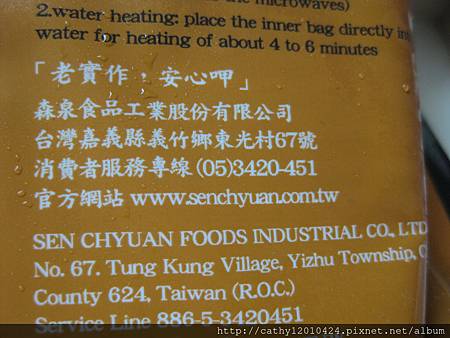 the microwaves)
2.water heating: place the inner bag directly in
water for heating of about 4 to 6 minutes
「老實作，安心呷」
森泉食品工業股份有限公司
台灣嘉義縣義竹鄉東光村67號
消費者服務專線(05)3420-451
官方網站 www.senchyuan.com.tw
SEN CHYUAN FOODS INDUSTRIAL CO., LTD
No. 67. Tung Kung Village, Yizhu Township,
County 624, Taiwan (R.O.C.)
Service Line 886-5-3420451
http://cathy12010424.pixnet.net/album